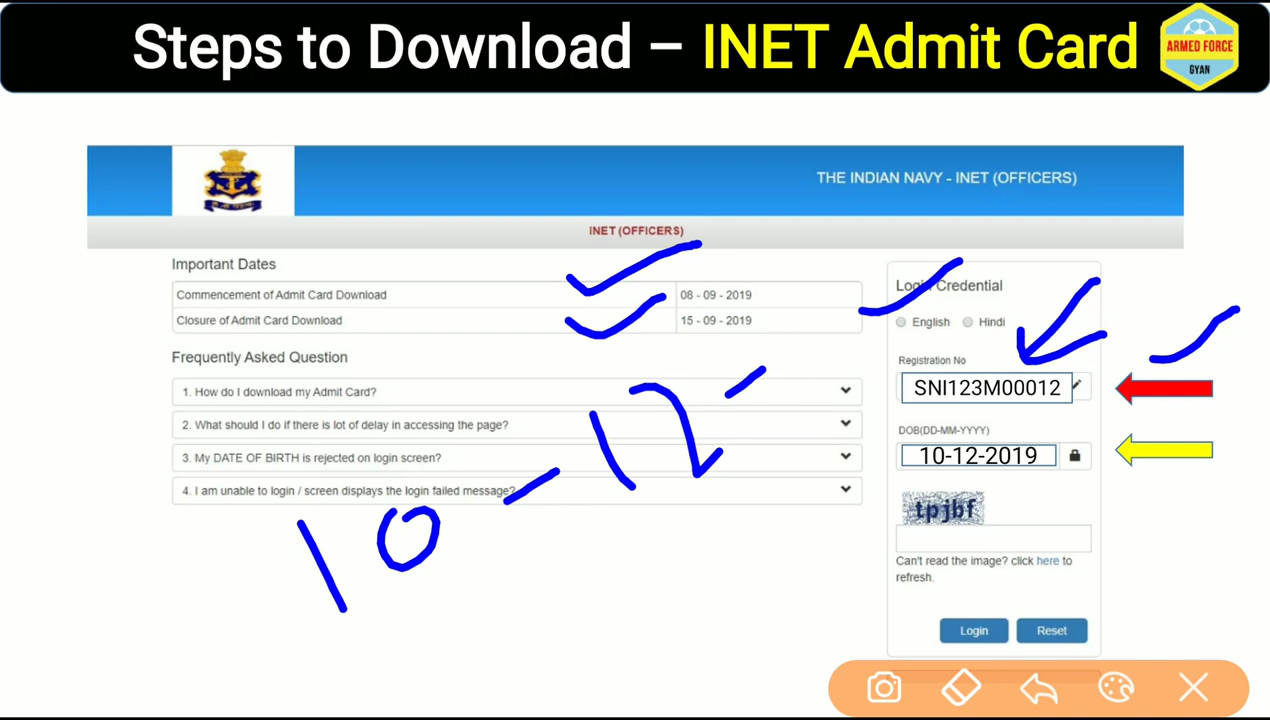 Steps to Download – INET Admit Card
ARMED FORCE
GYAN
THE INDIAN NAVY - INET (OFFICERS)
INET (OFFICERS)
Important Dates
Commencement of Admit Card Download 08 - 09 - 2019
Closure of Admit Card Download 15 - 09 - 2019
Frequently Asked Question
1. How do I download my Admit Card?
2. What should I do if there is lot of delay in accessing the page?
3. My DATE OF BIRTH is rejected on login screen?
4. I am unable to login / screen displays the login failed message?
10 - 12 -
Login Credential
English Hindi
Registration No
SNI123M00012
DOB(DD-MM-YYYY)
10-12-2019
tpjbf
Can't read the image? click here to
refresh.
Login Reset